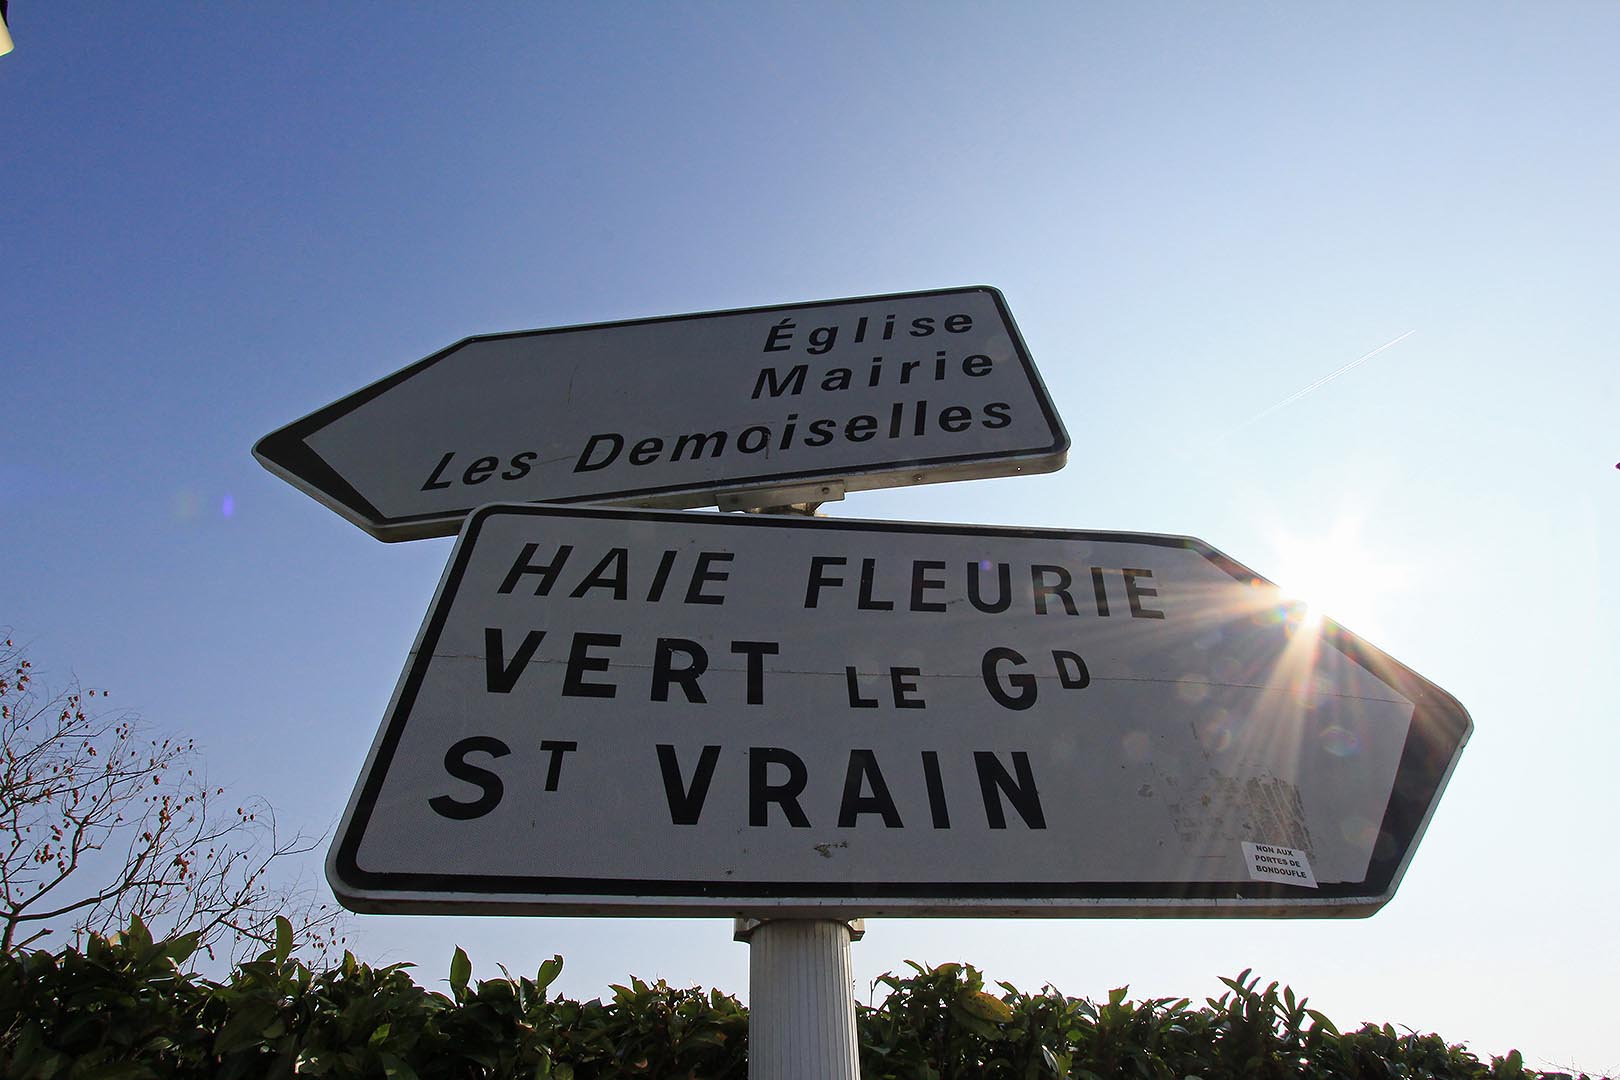 Église
Mairie
Les Demoiselles
HAIE FLEURIE
VERT LE GD
ST VRAIN
NON AUX
PORTES DE
BONDOUFLE